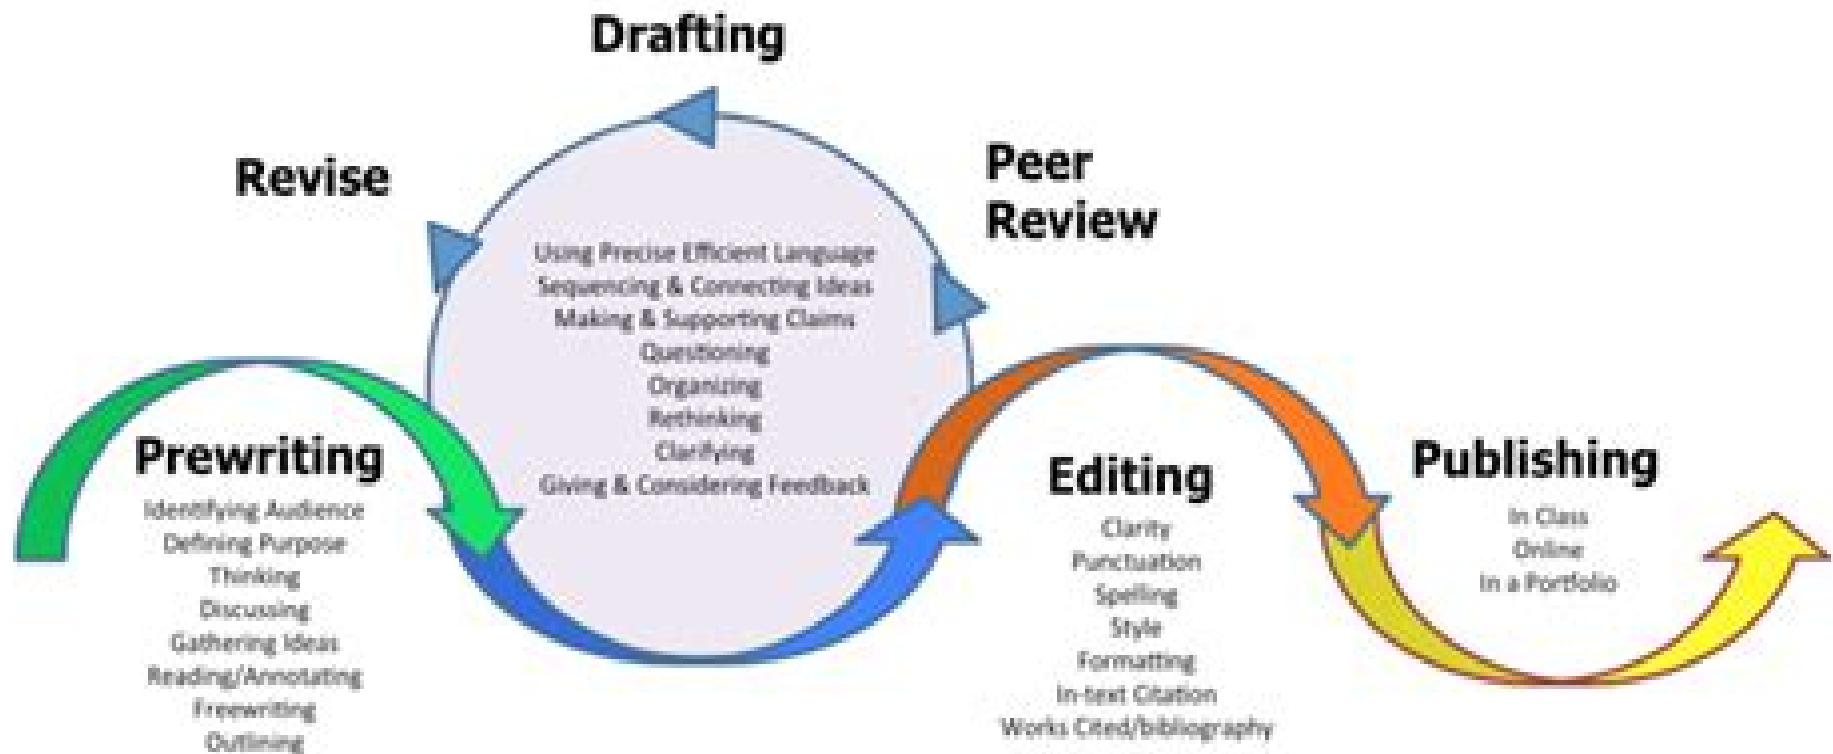 Drafting
Revise
Peer
Review
Using Precise Efficient Language
Sequencing & Connecting Ideas
Making & Supporting Claims
Questioning
Organizing
Rethinking
Clarifying
Giving & Considering Feedback
Prewriting
Identifying Audience
Defining Purpose
Thinking
Discussing
Gathering Ideas
Reading/Annotating
Freewriting
Outlining
Editing
Clarity
Punctuation
Spelling
Style
Formatting
In-text Citation
Works Cited/bibliography
Publishing
In Class
Online
In a Portfolio